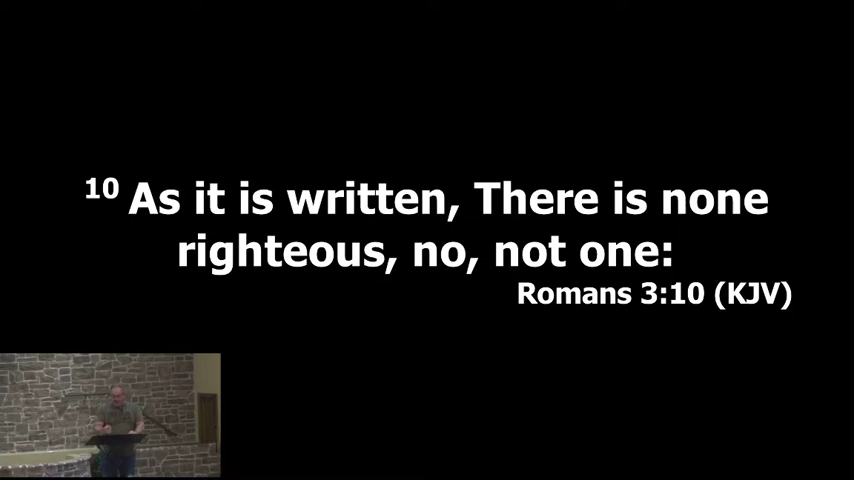 10 As it is written, There is none
righteous, no, not one:
Romans 3:10 (KJV)